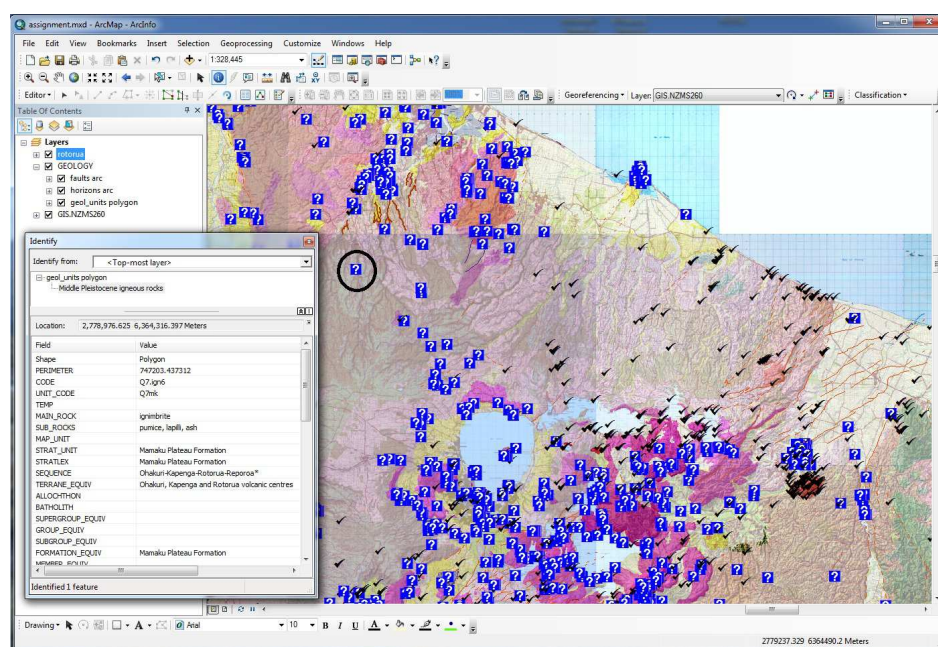 assignment.mxd - ArcMap - ArcInfo
File Edit View Bookmarks Insert Selection Geoprocessing Customize Windows Help
1:328,445
Editor Georeferencing Layer: GIS.NZMS260 Classification
Table Of Contents
Layers
rotorua
GEOLOGY
faults arc
horizons arc
geol_units polygon
GIS.NZMS260
Identify
Identify from: <Top-most layer>
geol_units polygon
Middle Pleistocene igneous rocks
Location: 2,778,976.625 6,364,316.397 Meters
Field Value
Shape Polygon
PERIMETER 747203.437312
CODE Q7.ign6
UNIT_CODE Q7mk
TEMP
MAIN_ROCK ignimbrite
SUB_ROCKS pumice, lapilli, ash
MAP_UNIT
STRAT_UNIT Mamaku Plateau Formation
STRATLEX Mamaku Plateau Formation
SEQUENCE Ohakuri-Kapenga-Rotorua-Reporoa*
TERRANE_EQUIV Ohakuri, Kapenga and Rotorua volcanic centres
ALLOCHTHON
BATHOLITH
SUPERGROUP_EQUIV
GROUP_EQUIV
SUBGROUP_EQUIV
FORMATION_EQUIV Mamaku Plateau Formation
MEMBER_EQUIV
Identified 1 feature
Drawing A Arial 10 B I U A
2779237.329 6364490.2 Meters